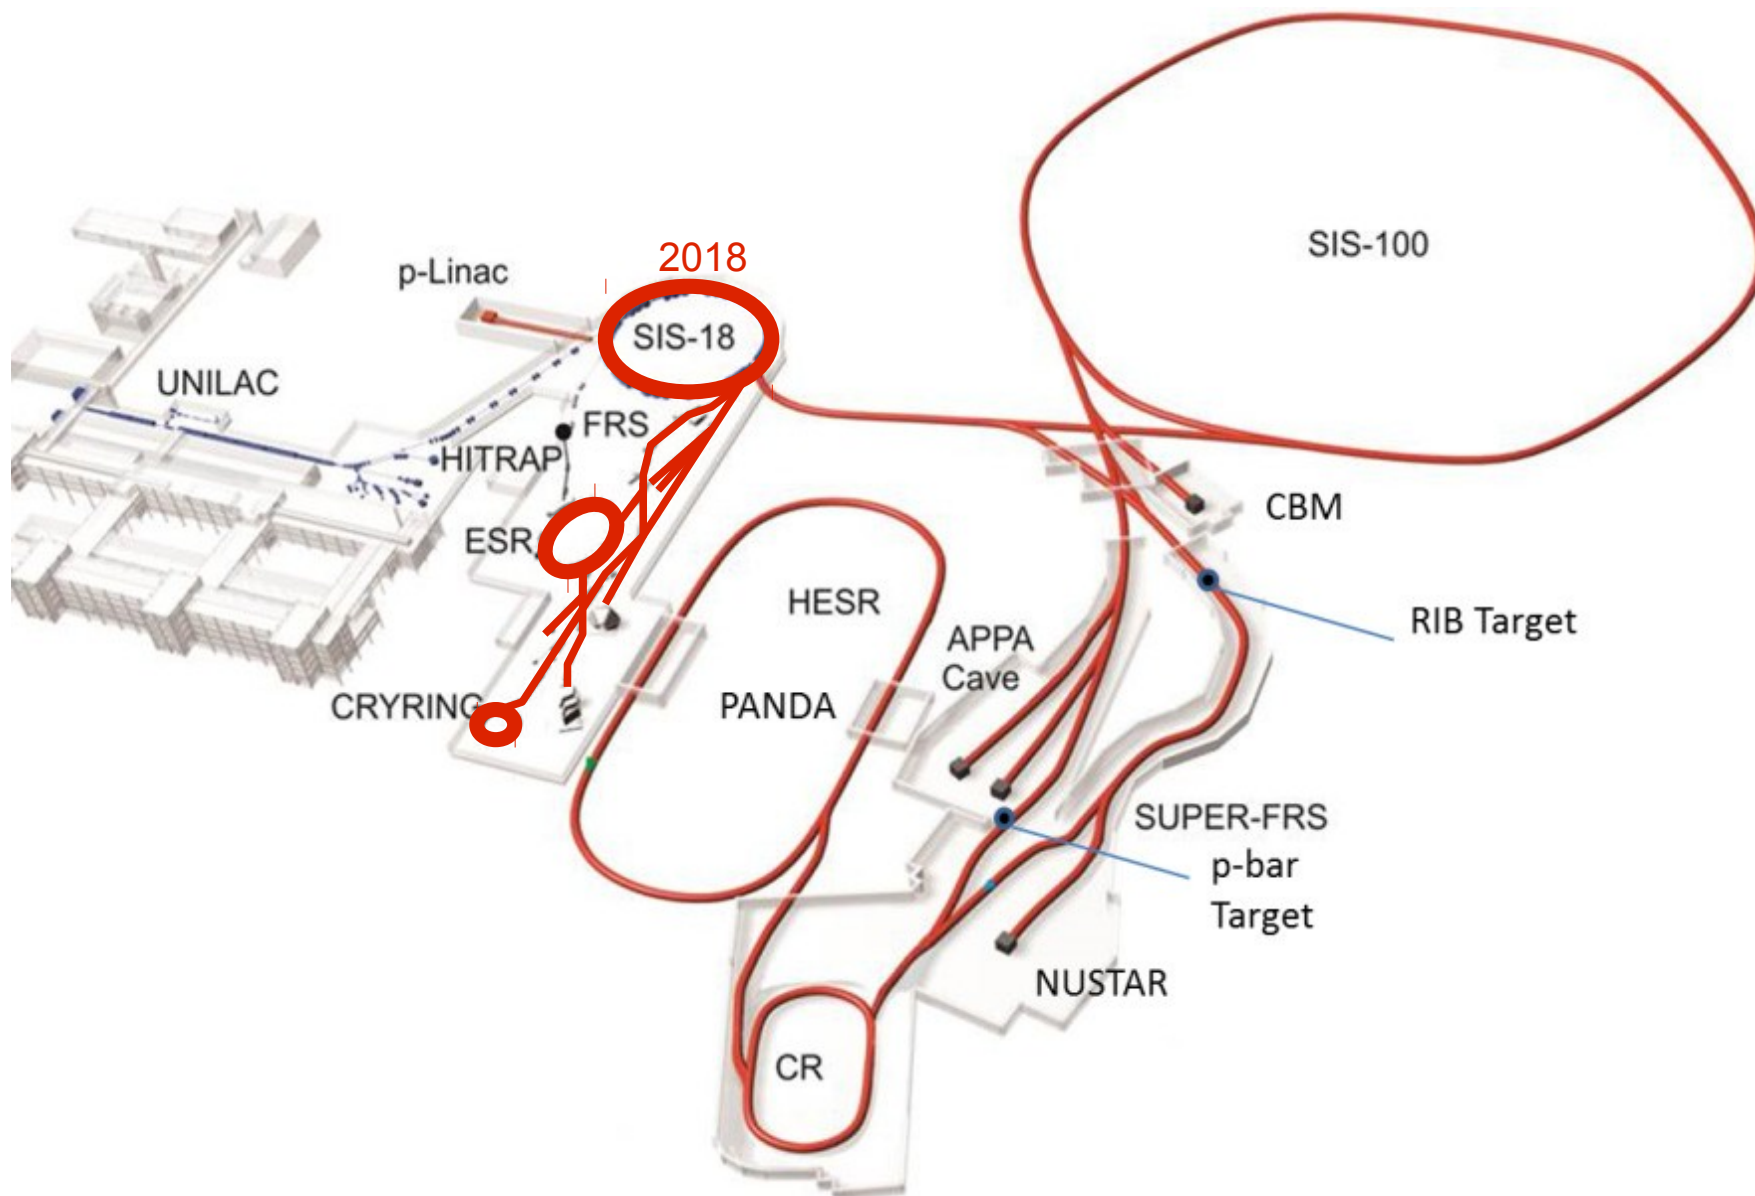 2018
SIS-100
p-Linac
SIS-18
UNILAC
FRS
HITRAP
CBM
ESR
HESR
RIB Target
APPA
Cave
CRYRING
PANDA
SUPER-FRS
p-bar
Target
NUSTAR
CR